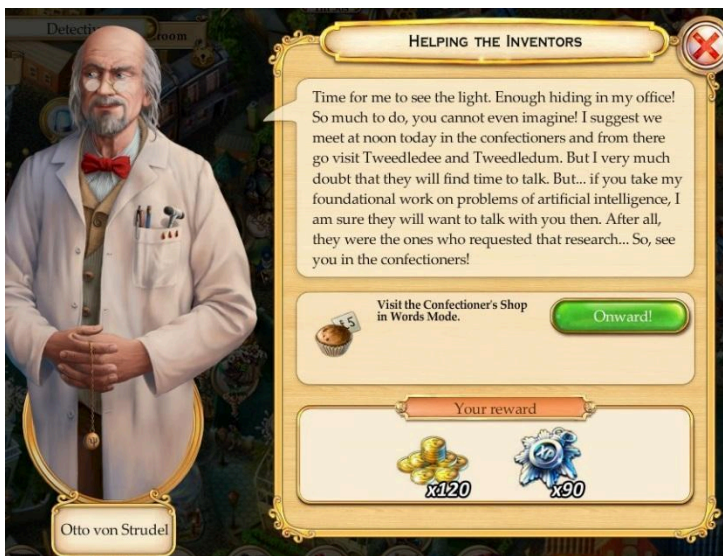 Detecti
room
HELPING THE INVENTORS
Time for me to see the light. Enough hiding in my office!
So much to do, you cannot even imagine! I suggest we
meet at noon today in the confectioners and from there
go visit Tweedledee and Tweedledum. But I very much
doubt that they will find time to talk. But... if you take my
foundational work on problems of artificial intelligence, I
am sure they will want to talk with you then. After all,
they were the ones who requested that research... So, see
you in the confectioners!
Visit the Confectioner's Shop
in Words Mode.
Onward!
5
Your reward
XP
x120
x90
Otto von Strudel